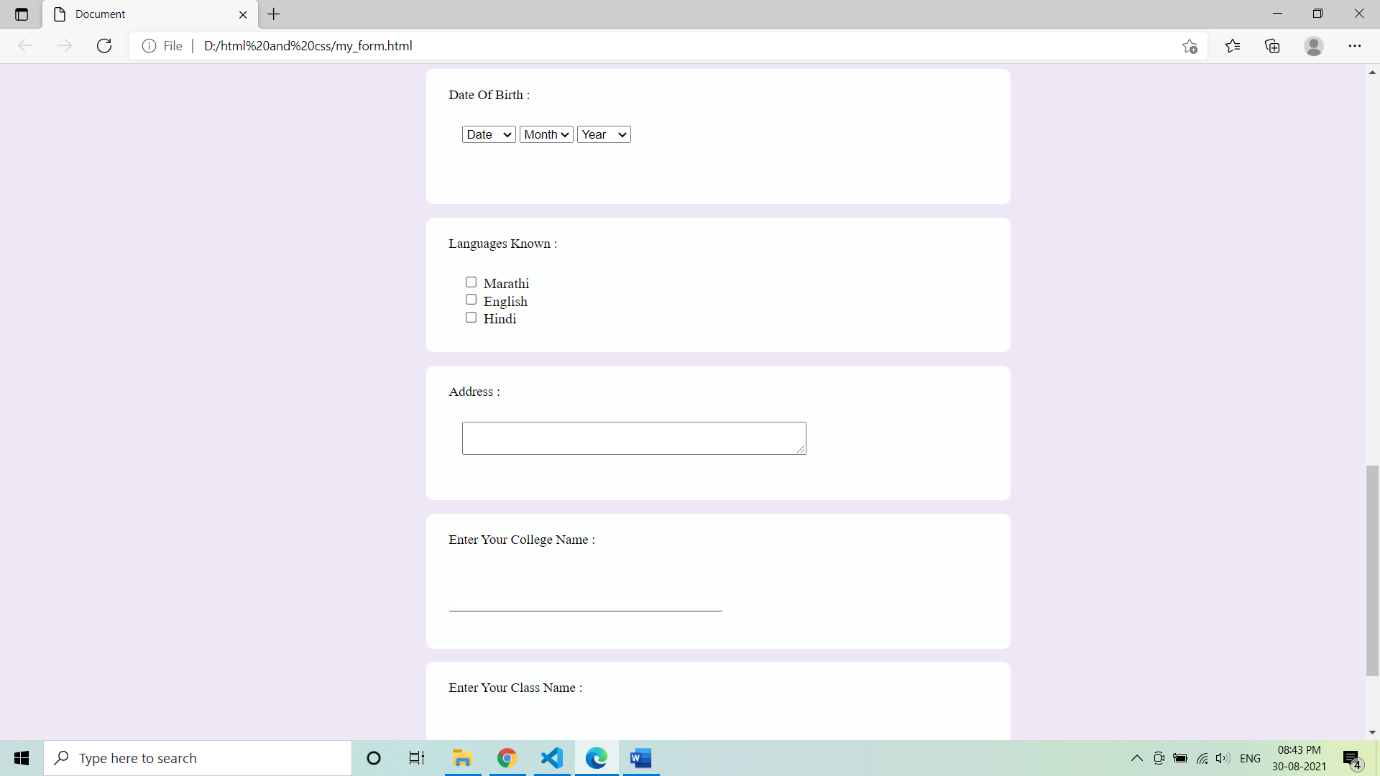 Document
File | D:/html%20and%20css/my_form.html
Date Of Birth :
Date Month Year
Languages Known :
Marathi
English
Hindi
Address :
Enter Your College Name :
Enter Your Class Name :
Type here to search
W
ENG
08:43 PM
30-08-2021
4